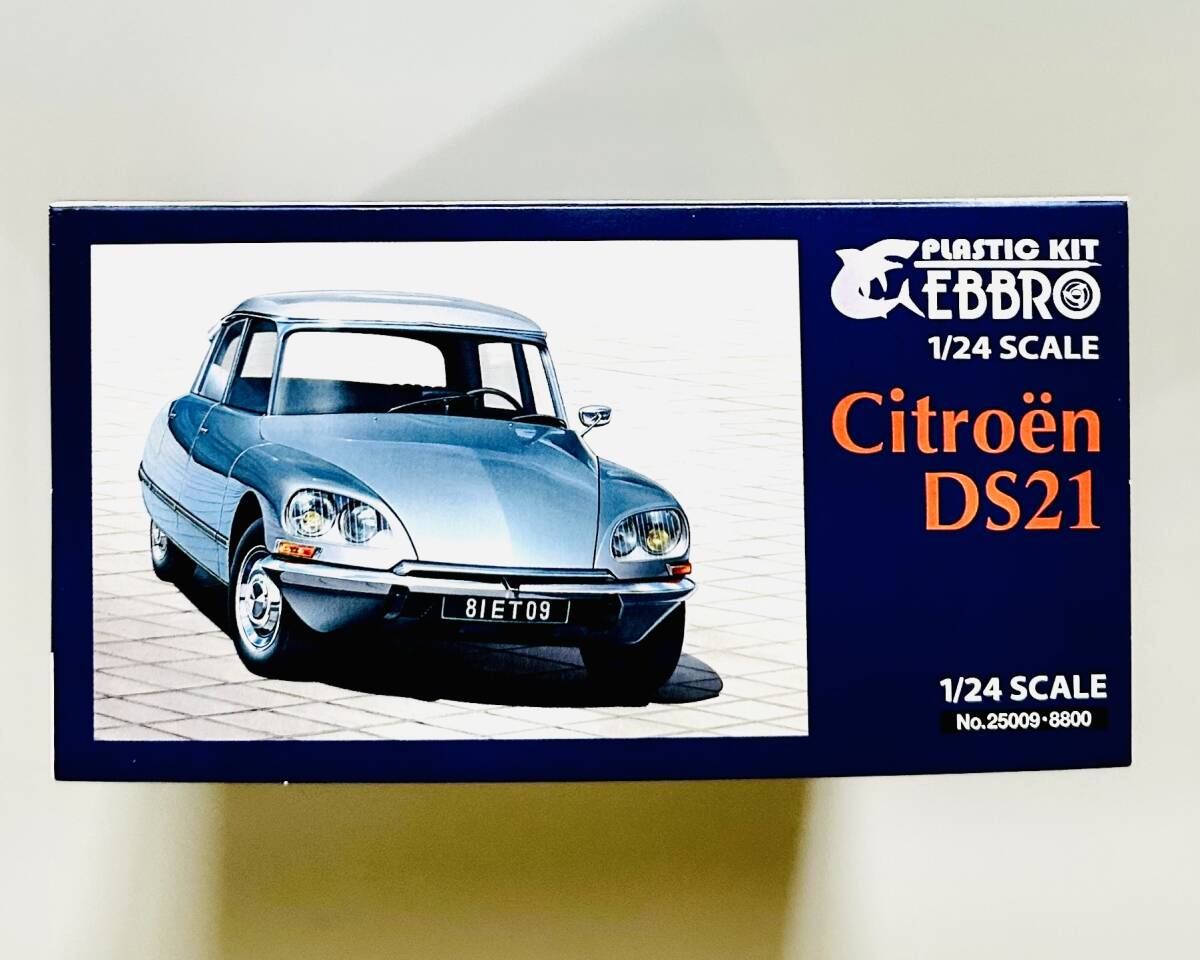 PLASTIC KIT
EBBRO
1/24 SCALE
Citroën
DS21
81ET09
1/24 SCALE
No.25009·8800